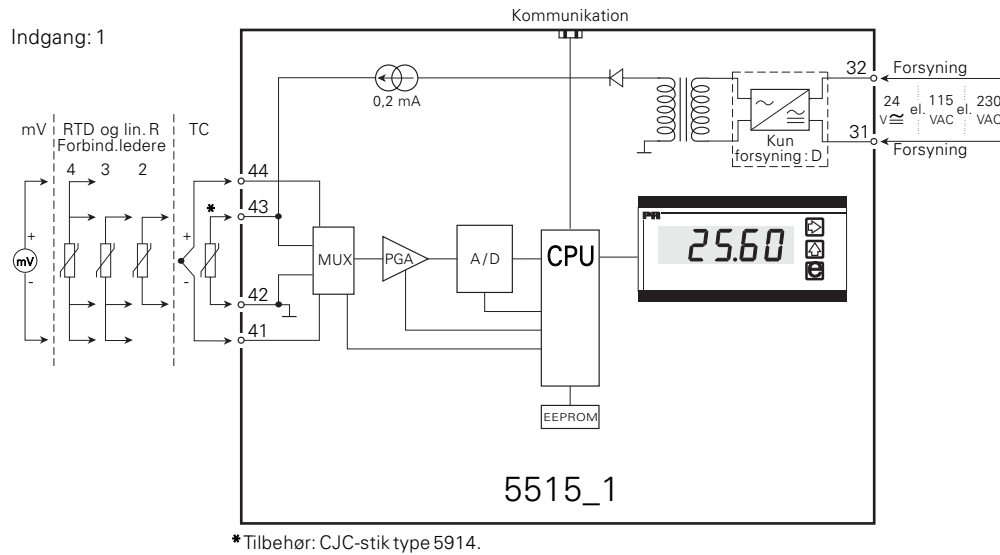 Kommunikation
Indgang: 1
0,2 mA
32
Forsyning
24 V≂ el. 115 VAC el. 230 VAC
31
Forsyning
Kun
forsyning: D
mV
RTD og lin. R
Forbind.ledere
4 3 2
TC
44
43
*
42
41
+
mV
-
+
-
MUX
PGA
A/D
CPU
PR
25.60
e
EEPROM
5515_1
* Tilbehør: CJC-stik type 5914.